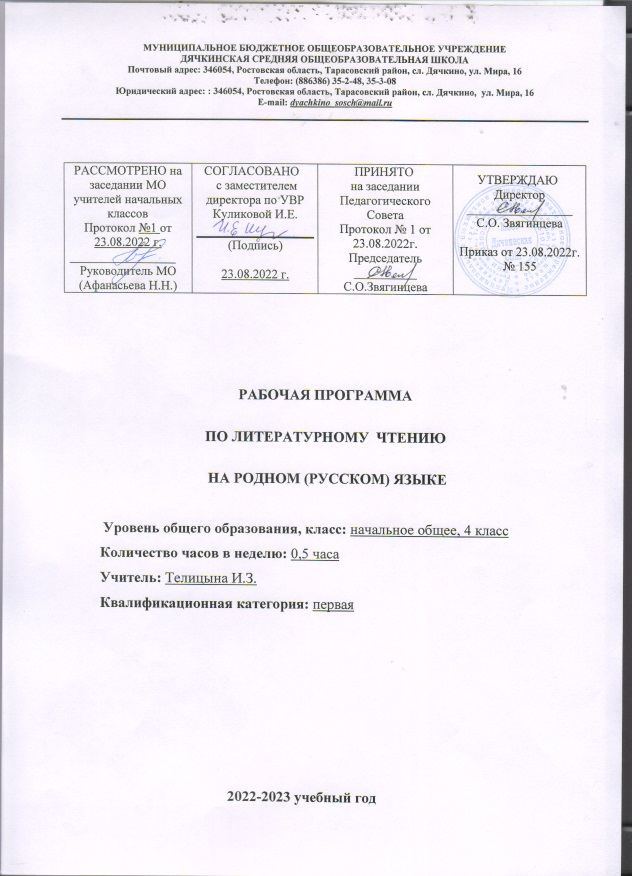 МУНИЦИПАЛЬНОЕ БЮДЖЕТНОЕ ОБЩЕОБРАЗОВАТЕЛЬНОЕ УЧРЕЖДЕНИЕ
ДЯЧКИНСКАЯ СРЕДНЯЯ ОБЩЕОБРАЗОВАТЕЛЬНАЯ ШКОЛА
Почтовый адрес: 346054, Ростовская область, Тарасовский район, сл. Дячкино, ул. Мира, 16
Телефон: (886386) 35-2-48, 35-3-08
Юридический адрес: : 346054, Ростовская область, Тарасовский район, сл. Дячкино, ул. Мира, 16
E-mail: dyachkino_sosch@mail.ru
РАССМОТРЕНО на
заседании МО
учителей начальных
классов
Протокол №1 от
23.08.2022 г.
Руководитель МО
(Афанасьева Н.Н.)
СОГЛАСОВАНО
с заместителем
директора по УВР
Куликовой И.Е.
(Подпись)
23.08.2022 г.
ПРИНЯТО
на заседании
Педагогического
Совета
Протокол № 1 от
23.08.2022г.
Председатель
С.О.Звягинцева
УТВЕРЖДАЮ
Директор
С.О. Звягинцева
Приказ от 23.08.2022г.
№ 155
РАБОЧАЯ ПРОГРАММА
ПО ЛИТЕРАТУРНОМУ ЧТЕНИЮ
НА РОДНОМ (РУССКОМ) ЯЗЫКЕ
Уровень общего образования, класс: начальное общее, 4 класс
Количество часов в неделю: 0,5 часа
Учитель: Телицына И.З.
Квалификационная категория: первая
2022-2023 учебный год